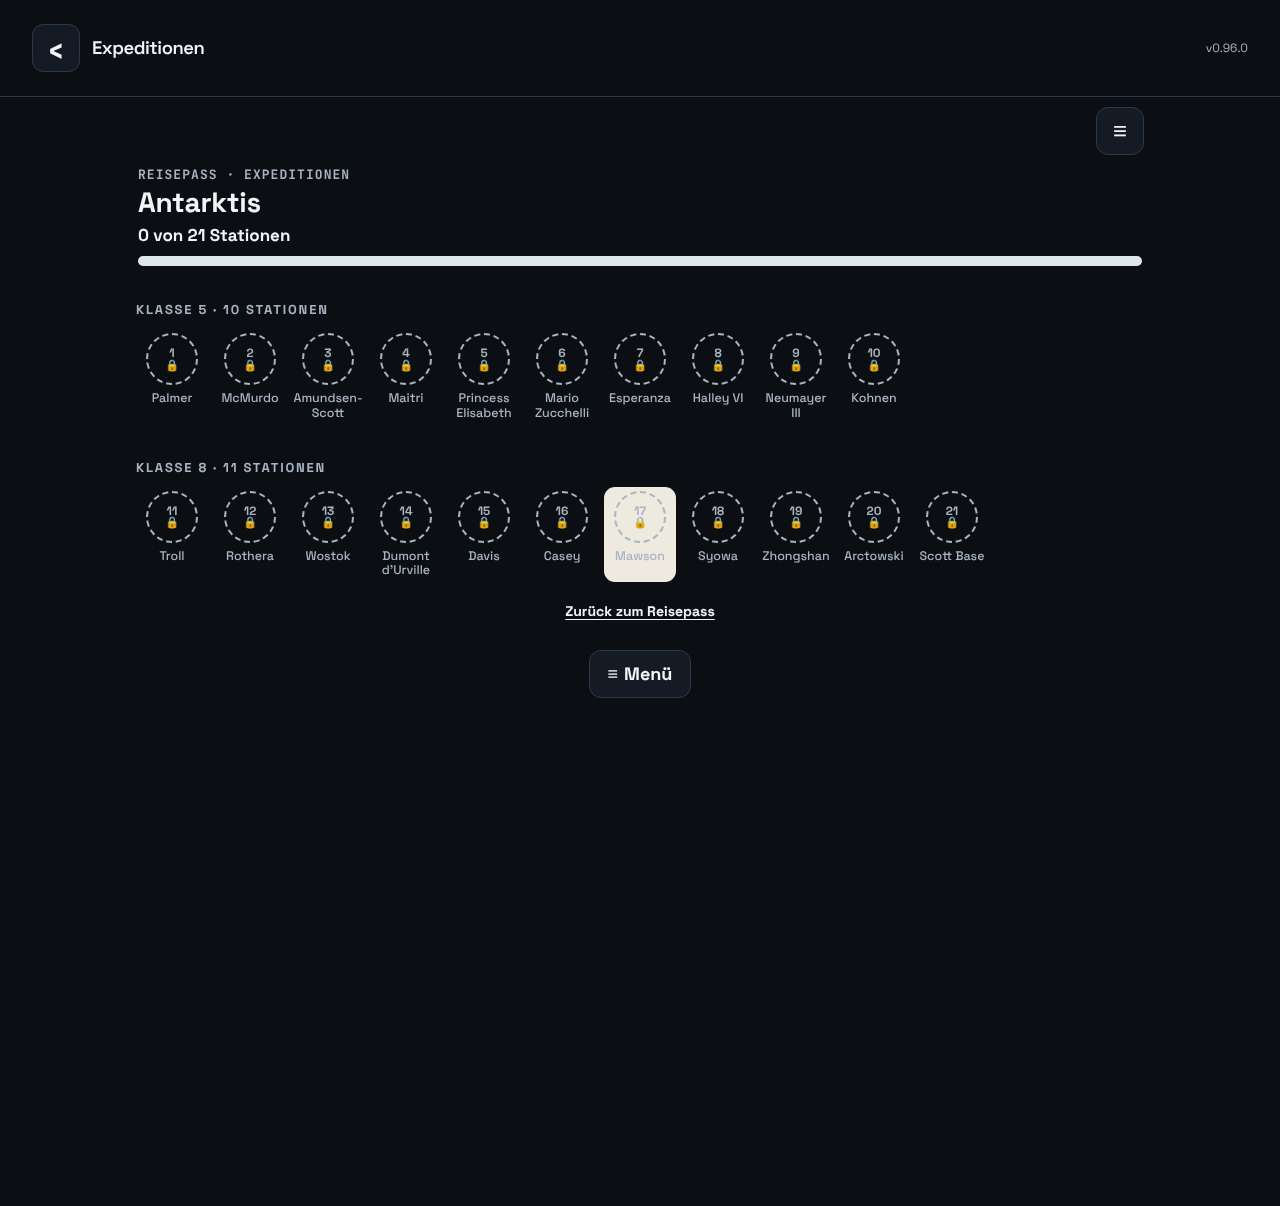 Expeditionen
v0.96.0
REISEPASS · EXPEDITIONEN
Antarktis
0 von 21 Stationen
KLASSE 5 · 10 STATIONEN
1 2 3 4 5 6 7 8 9 10
Palmer McMurdo Amundsen- Maitri Princess Mario Esperanza Halley VI Neumayer Kohnen
Scott Elisabeth Zucchelli III
KLASSE 8 · 11 STATIONEN
11 12 13 14 15 16 17 18 19 20 21
Troll Rothera Wostok Dumont Davis Casey Mawson Syowa Zhongshan Arctowski Scott Base
d'Urville
Zurück zum Reisepass
≡ Menü